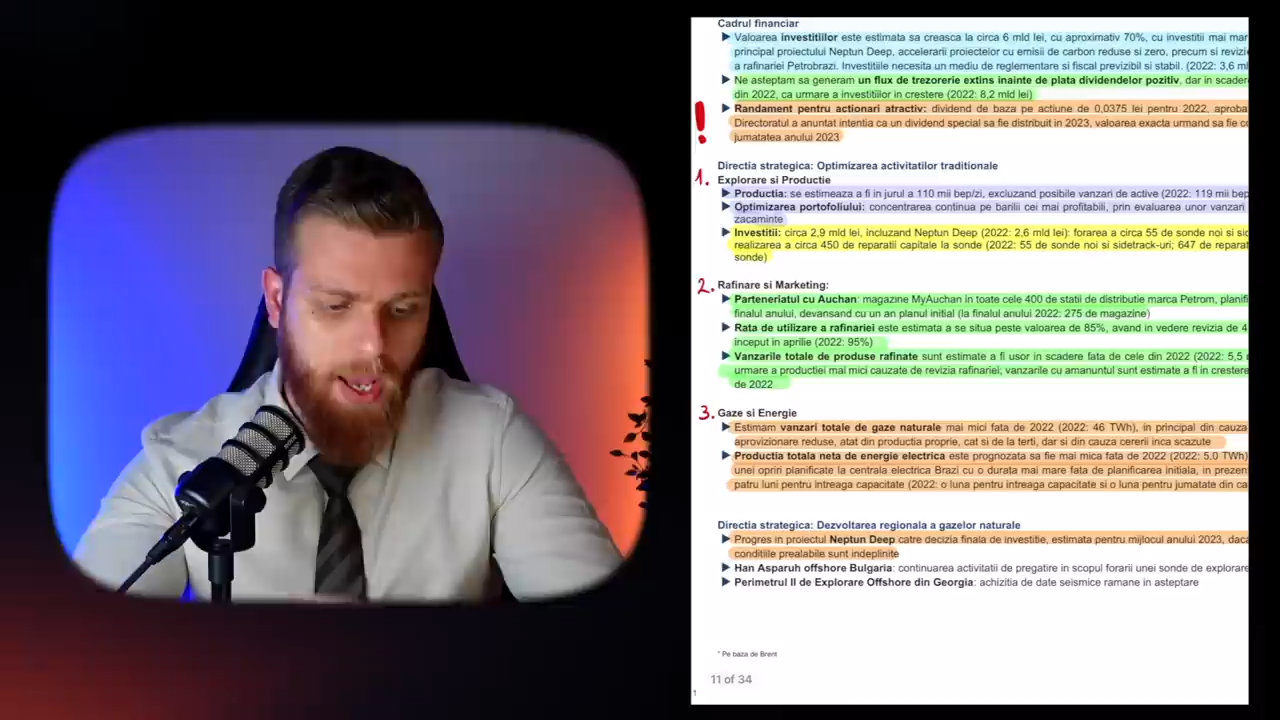 Cadrul financiar
Valoarea investitiilor este estimata sa creasca la circa 6 mld lei, cu aproximativ 70%, cu investitii mai mar
principal proiectului Neptun Deep, accelerarii proiectelor cu emisii de carbon reduse si zero, precum si revizi
a rafinariei Petrobrazi. Investitiile necesita un mediu de reglementare si fiscal previzibil si stabil. (2022: 3,6 ml
Ne asteptam sa generam un flux de trezorerie extins inainte de plata dividendelor pozitiv, dar in scader
din 2022, ca urmare a investitiilor in crestere (2022: 8,2 mld lei)
! Randament pentru actionari atractiv: dividend de baza pe actiune de 0,0375 lei pentru 2022, aproba
Directoratul a anuntat intentia ca un dividend special sa fie distribuit in 2023, valoarea exacta urmand sa fie co
jumatatea anului 2023
Directia strategica: Optimizarea activitatilor traditionale
1. Explorare si Productie
Productia: se estimeaza a fi in jurul a 110 mii bep/zi, excluzand posibile vanzari de active (2022: 119 mii bep
Optimizarea portofoliului: concentrarea continua pe barilii cei mai profitabili, prin evaluarea unor vanzari
zacaminte
Investitii: circa 2,9 mld lei, incluzand Neptun Deep (2022: 2,6 mld lei): forarea a circa 55 de sonde noi si sid
realizarea a circa 450 de reparatii capitale la sonde (2022: 55 de sonde noi si sidetrack-uri; 647 de reparat
sonde)
2. Rafinare si Marketing:
Parteneriatul cu Auchan: magazine MyAuchan in toate cele 400 de statii de distributie marca Petrom, planifi
finalul anului, devansand cu un an planul initial (la finalul anului 2022: 275 de magazine)
Rata de utilizare a rafinariei este estimata a se situa peste valoarea de 85%, avand in vedere revizia de 4
inceput in aprilie (2022: 95%)
Vanzarile totale de produse rafinate sunt estimate a fi usor in scadere fata de cele din 2022 (2022: 5,5
urmare a productiei mai mici cauzate de revizia rafinariei; vanzarile cu amanuntul sunt estimate a fi in crestere
de 2022
3. Gaze si Energie
Estimam vanzari totale de gaze naturale mai mici fata de 2022 (2022: 46 TWh), in principal din cauza
aprovizionare reduse, atat din productia proprie, cat si de la terti, dar si din cauza cererii inca scazute
Productia totala neta de energie electrica este prognozata sa fie mai mica fata de 2022 (2022: 5,0 TWh)
unei opriri planificate la centrala electrica Brazi cu o durata mai mare fata de planificarea initiala, in prezen
patru luni pentru intreaga capacitate (2022: o luna pentru intreaga capacitate si o luna pentru jumatate din ca
Directia strategica: Dezvoltarea regionala a gazelor naturale
Progres in proiectul Neptun Deep catre decizia finala de investitie, estimata pentru mijlocul anului 2023, daca
conditiile prealabile sunt indeplinite
Han Asparuh offshore Bulgaria: continuarea activitatii de pregatire in scopul forarii unei sonde de explorare
Perimetrul II de Explorare Offshore din Georgia: achizitia de date seismice ramane in asteptare
* Pe baza de Brent
11 of 34
1